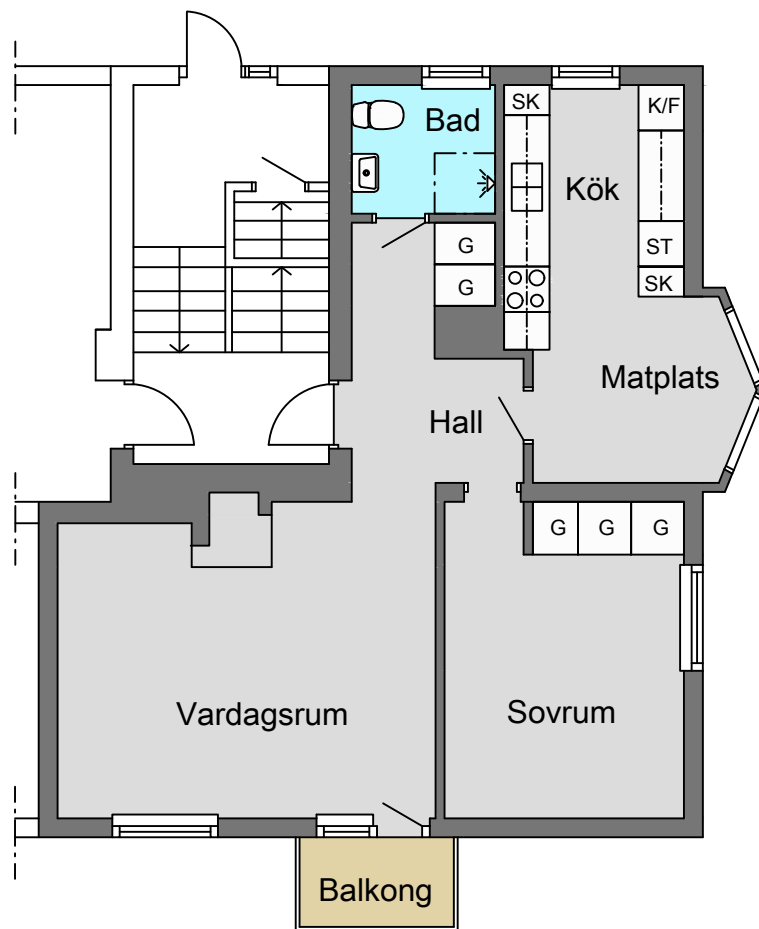 SK
K/F
Bad
Kök
G
ST
G
SK
Matplats
Hall
G
G
G
Vardagsrum
Sovrum
Balkong